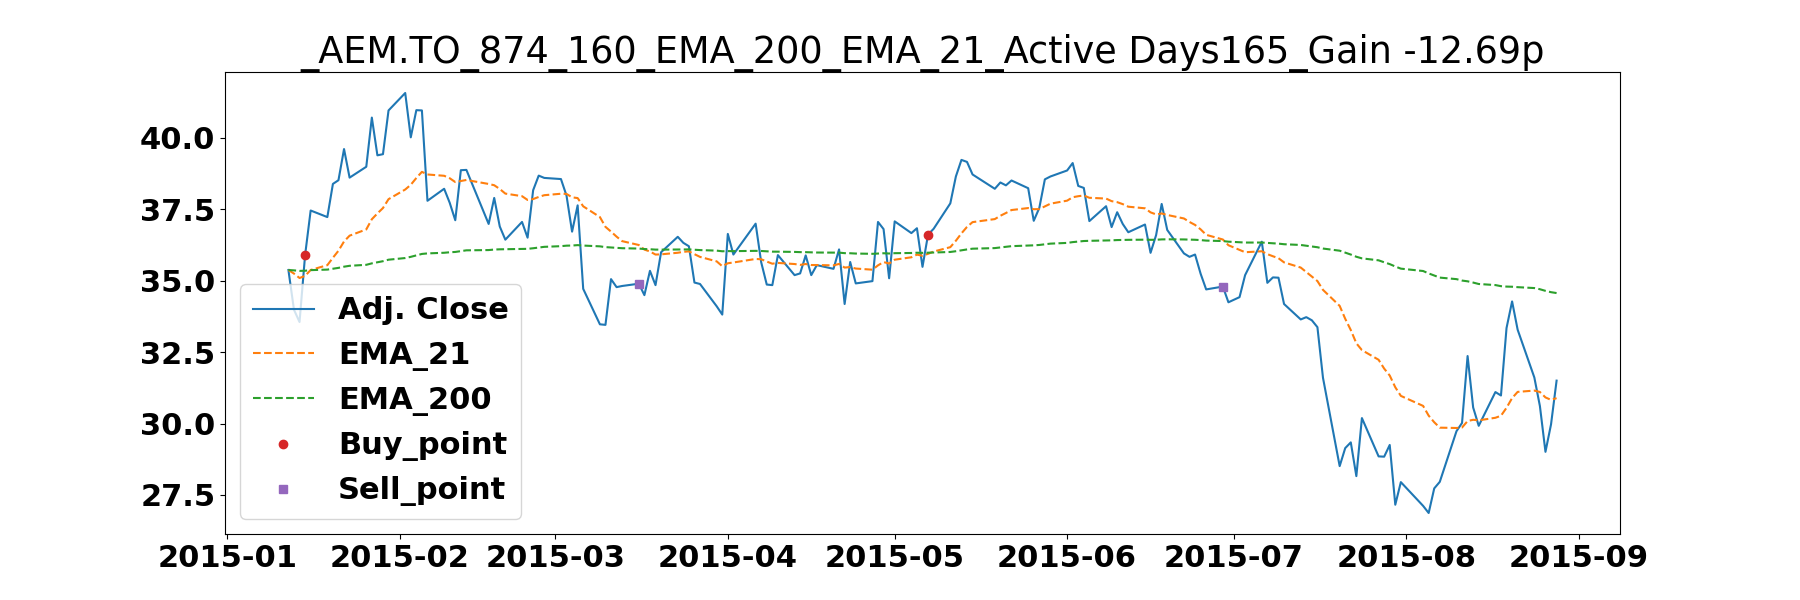 _AEM.TO_874_160_EMA_200_EMA_21_Active Days165_Gain -12.69p
40.0
37.5
35.0
32.5
30.0
27.5
Adj. Close
EMA_21
EMA_200
Buy_point
Sell_point
2015-01 2015-02 2015-03 2015-04 2015-05 2015-06 2015-07 2015-08 2015-09